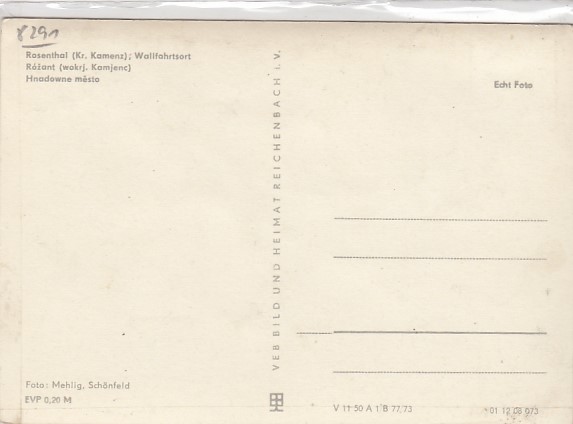 8291
Rosenthal (Kr. Kamenz); Wallfahrtsort
Róžant (wokrj. Kamjenc)
Hnadowne město
Echt Foto
VEB BILD UND HEIMAT REICHENBACH I. V.
Foto: Mehlig, Schönfeld
EVP 0,20 M
V 11 50 A 1 B 77/73
01 12 08 073